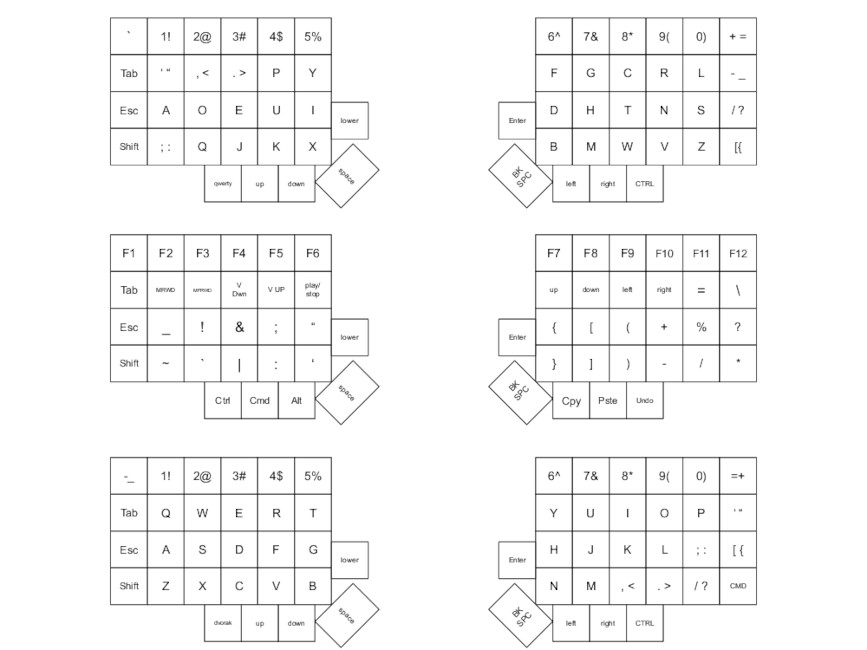 ` 1! 2@ 3# 4$ 5% 6^ 7& 8* 9( 0) + =
Tab ‘ “ , < . > P Y F G C R L - _
Esc A O E U I lower Enter D H T N S / ?
Shift ; : Q J K X B M W V Z [{
qwerty up down space BK SPC left right CTRL
F1 F2 F3 F4 F5 F6 F7 F8 F9 F10 F11 F12
Tab V Dwn V UP play/ stop up down left right = \
Esc _ ! & ; “ lower Enter { [ ( + % ?
Shift ~ ` | : ‘ } ] ) - / *
Ctrl Cmd Alt space BK SPC Cpy Pste Undo
-_ 1! 2@ 3# 4$ 5% 6^ 7& 8* 9( 0) =+
Tab Q W E R T Y U I O P ‘ “
Esc A S D F G lower Enter H J K L ; : [ {
Shift Z X C V B N M , < . > / ? CMD
dvorak up down space BK SPC left right CTRL